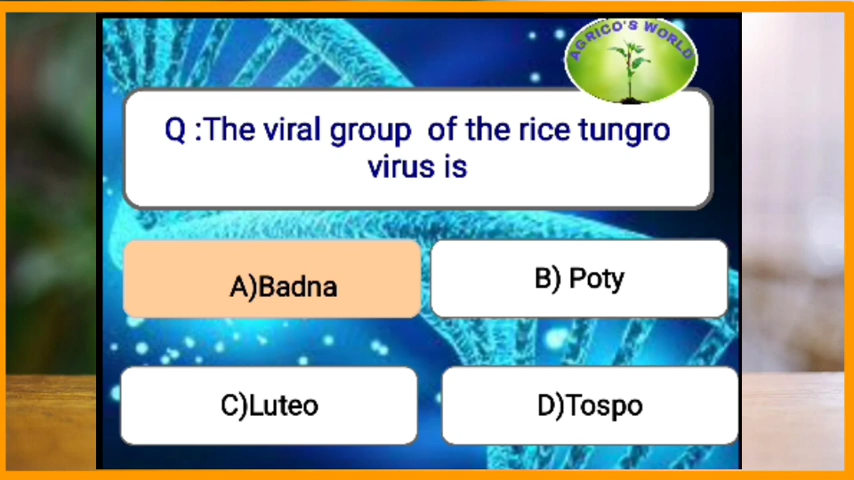 AGRICO'S WORLD
Q :The viral group of the rice tungro
virus is
A)Badna
B) Poty
C)Luteo
D)Tospo